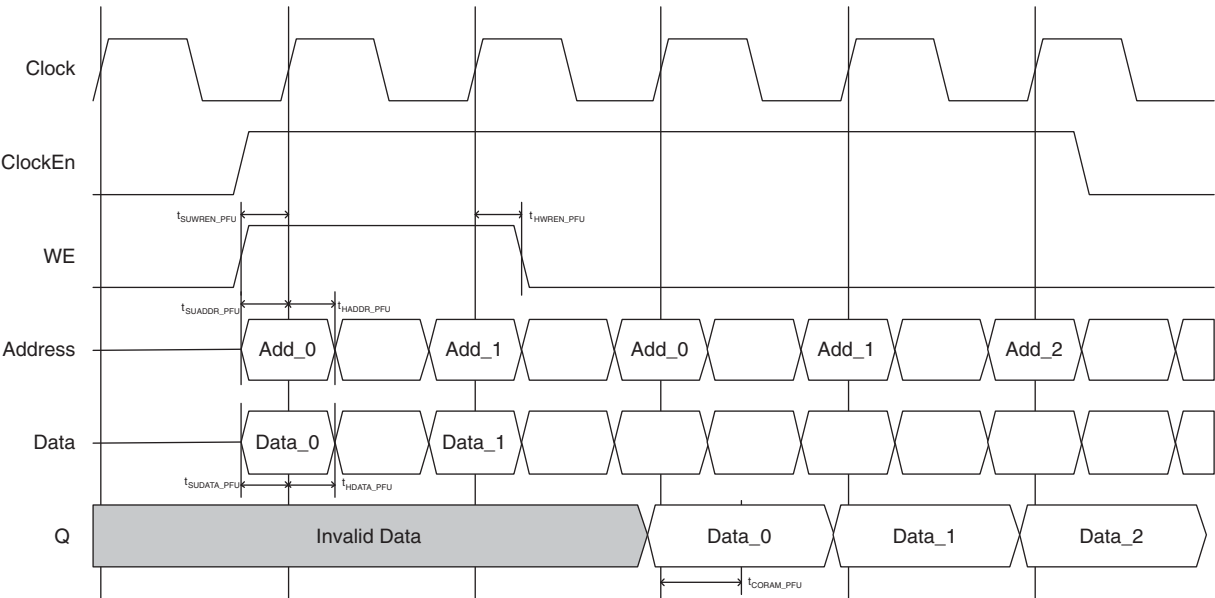 Clock
ClockEn
tSUWREN_PFU tHWREN_PFU
WE
tSUADDR_PFU tHADDR_PFU
Address Add_0 Add_1 Add_0 Add_1 Add_2
Data Data_0 Data_1
tSUDATA_PFU tHDATA_PFU
Q Invalid Data Data_0 Data_1 Data_2
tCORAM_PFU